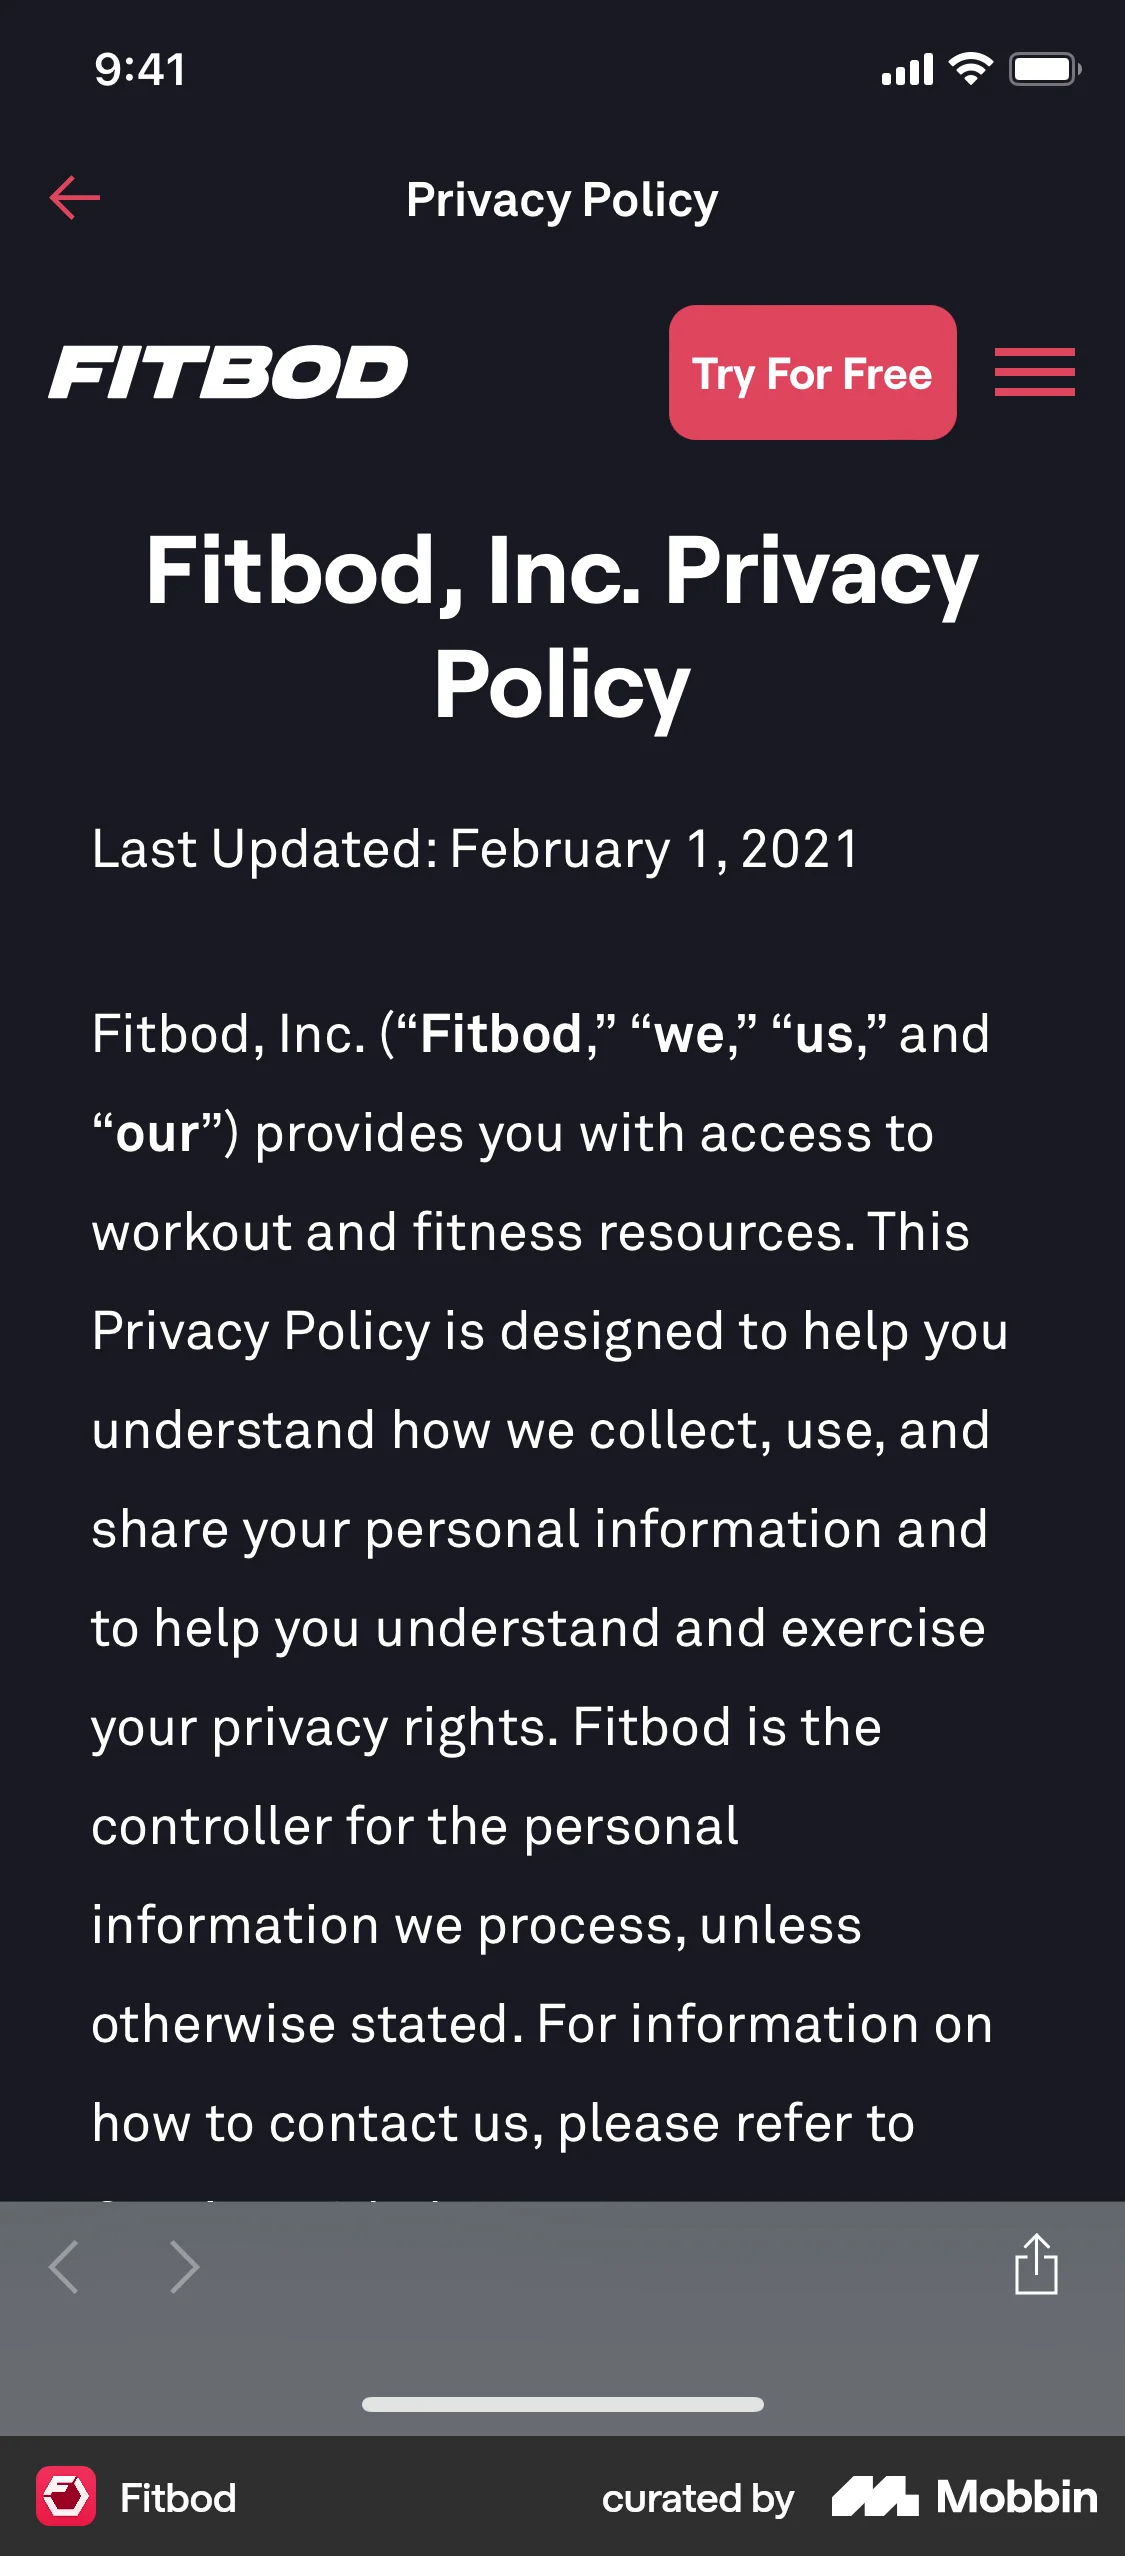 9:41
Privacy Policy
FITBOD
Try For Free
Fitbod, Inc. Privacy
Policy
Last Updated: February 1, 2021
Fitbod, Inc. (“Fitbod,” “we,” “us,” and
“our”) provides you with access to
workout and fitness resources. This
Privacy Policy is designed to help you
understand how we collect, use, and
share your personal information and
to help you understand and exercise
your privacy rights. Fitbod is the
controller for the personal
information we process, unless
otherwise stated. For information on
how to contact us, please refer to
Fitbod
curated by
Mobbin